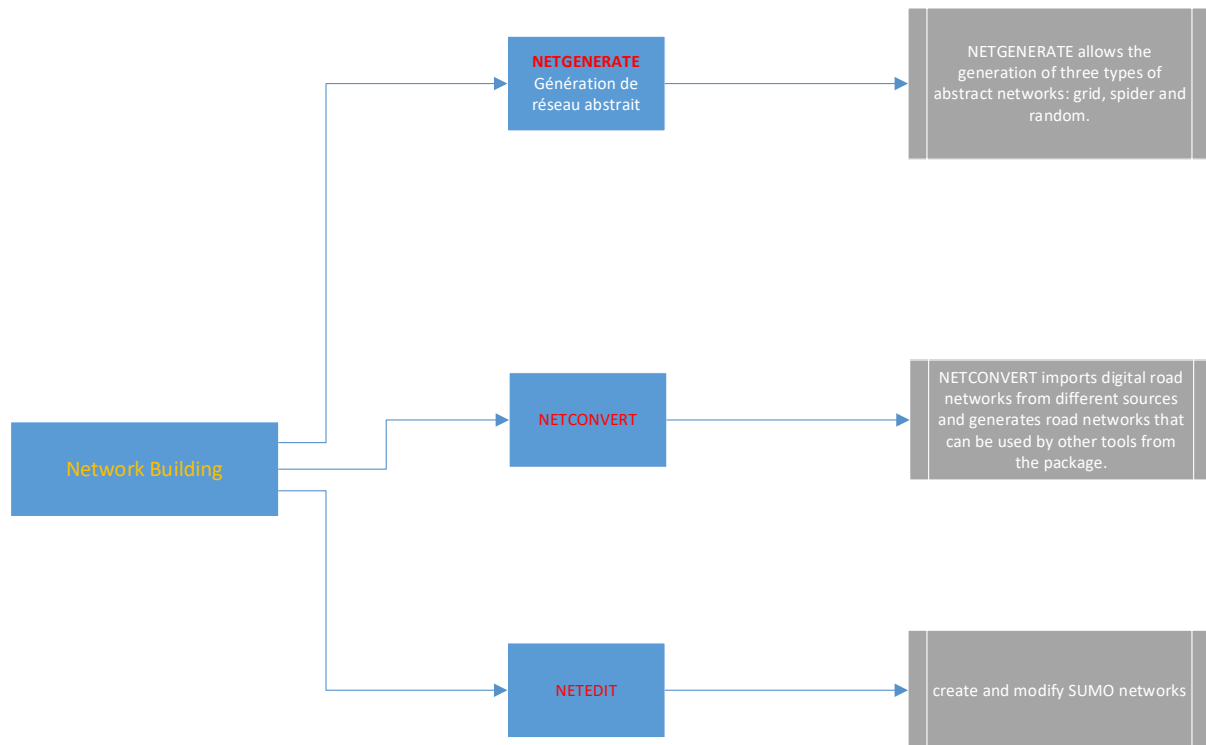 NETGENERATE
Génération de
réseau abstrait
NETGENERATE allows the
generation of three types of
abstract networks: grid, spider and
random.
Network Building
NETCONVERT
NETCONVERT imports digital road
networks from different sources
and generates road networks that
can be used by other tools from
the package.
NETEDIT
create and modify SUMO networks